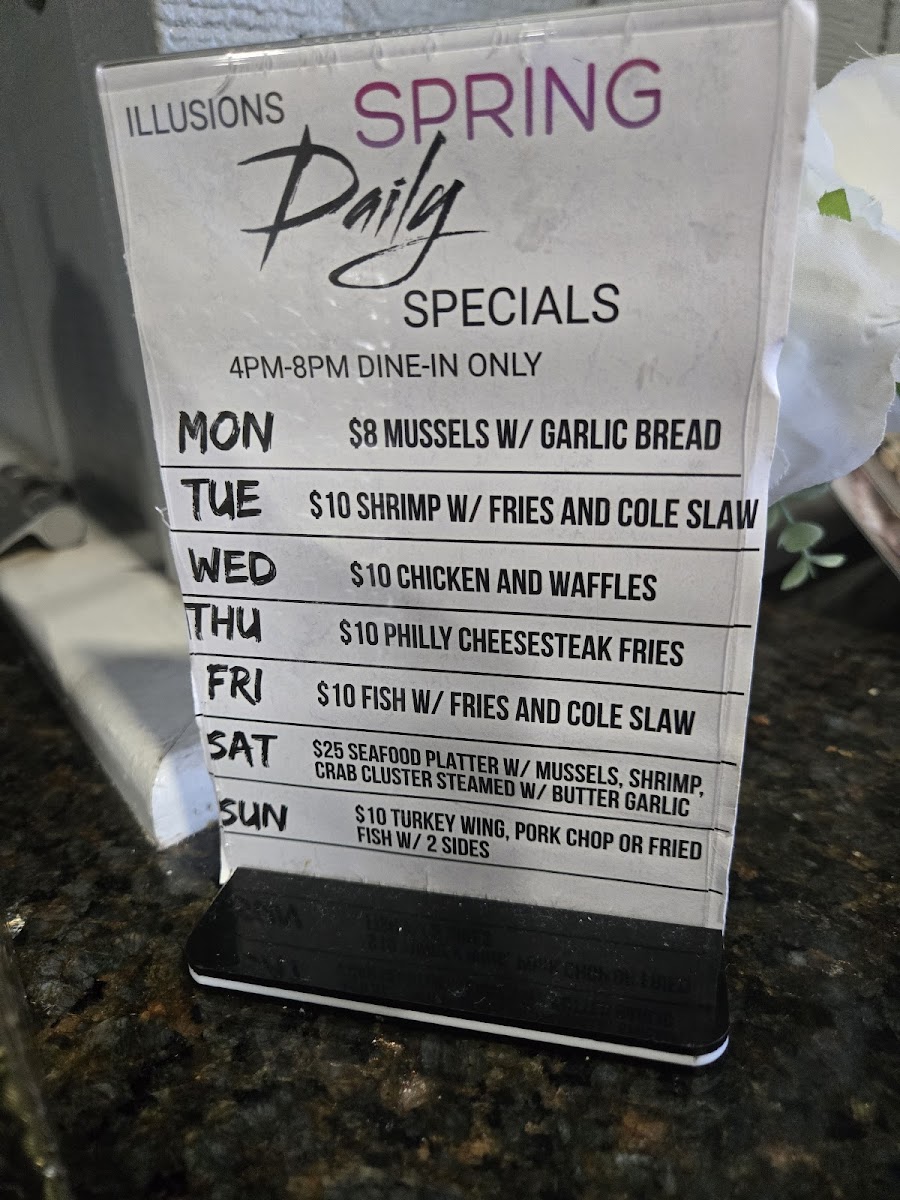 ILLUSIONS SPRING
Daily
SPECIALS
4PM-8PM DINE-IN ONLY
MON $8 MUSSELS W/ GARLIC BREAD
TUE $10 SHRIMP W/ FRIES AND COLE SLAW
WED $10 CHICKEN AND WAFFLES
THU $10 PHILLY CHEESESTEAK FRIES
FRI $10 FISH W/ FRIES AND COLE SLAW
SAT $25 SEAFOOD PLATTER W/ MUSSELS, SHRIMP,
CRAB CLUSTER STEAMED W/ BUTTER GARLIC
SUN $10 TURKEY WING, PORK CHOP OR FRIED
FISH W/ 2 SIDES